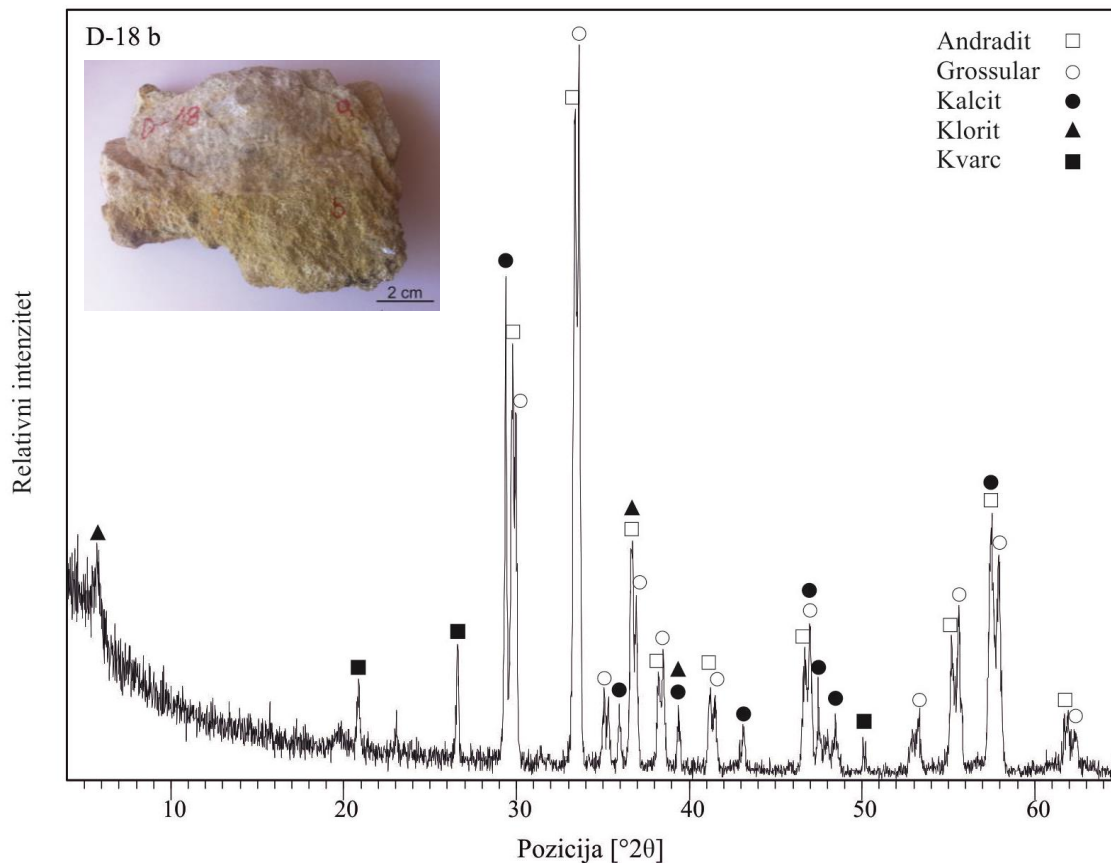 D-18 b
D-18
a
b
2 cm
Andradit
Grossular
Kalcit
Klorit
Kvarc
Relativni intenzitet
10
20
30
40
50
60
Pozicija [°2θ]